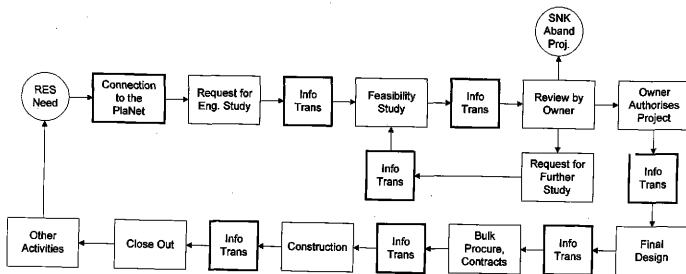 SNK
Aband
Proj.
RES
Need
Connection
to the
PlaNet
Request for
Eng. Study
Info
Trans
Feasibility
Study
Info
Trans
Review by
Owner
Owner
Authorises
Project
Info
Trans
Request for
Further
Study
Info
Trans
Other
Activities
Close Out
Info
Trans
Construction
Info
Trans
Bulk
Procure,
Contracts
Info
Trans
Final
Design